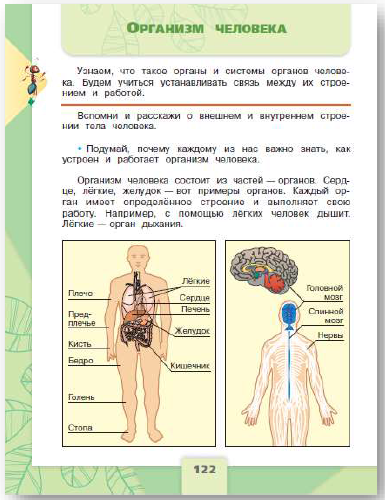 Организм человека
Узнаем, что такое органы и системы органов челове-
ка. Будем учиться устанавливать связь между их строе-
нием и работой.
Вспомни и расскажи о внешнем и внутреннем строе-
нии тела человека.
• Подумай, почему каждому из нас важно знать, как
устроен и работает организм человека.
Организм человека состоит из частей — органов. Серд-
це, лёгкие, желудок — вот примеры органов. Каждый ор-
ган имеет определённое строение и выполняет свою
работу. Например, с помощью лёгких человек дышит.
Лёгкие — орган дыхания.
Плечо
Пред-
плечье
Кисть
Бедро
Голень
Стопа
Лёгкие
Сердце
Печень
Желудок
Кишечник
Головной
мозг
Спинной
мозг
Нервы
122